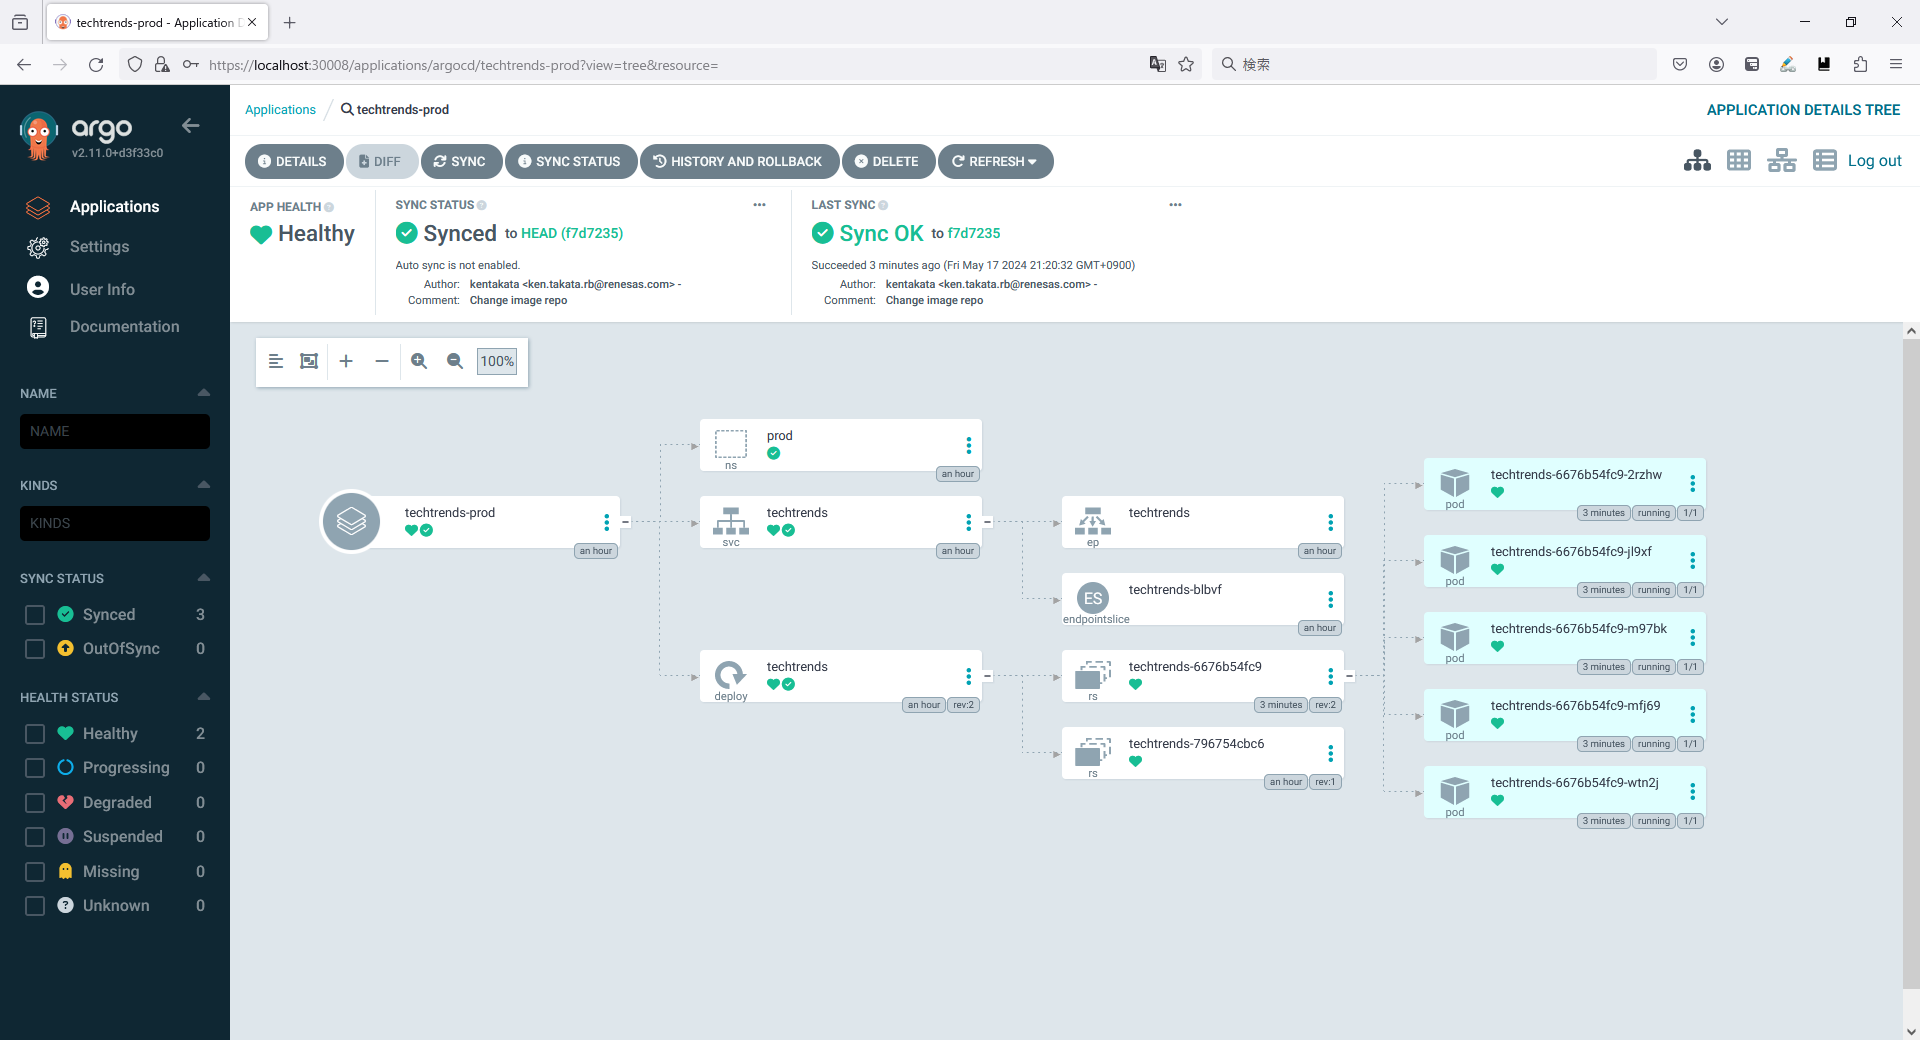 techtrends-prod - Application D
https://localhost:30008/applications/argocd/techtrends-prod?view=tree&resource=
検索
argo
v2.11.0+d3f33c0
Applications
Settings
User Info
Documentation
NAME
NAME
KINDS
KINDS
SYNC STATUS
Synced 3
OutOfSync 0
HEALTH STATUS
Healthy 2
Progressing 0
Degraded 0
Suspended 0
Missing 0
Unknown 0
Applications / techtrends-prod
APPLICATION DETAILS TREE
DETAILS DIFF SYNC SYNC STATUS HISTORY AND ROLLBACK DELETE REFRESH
Log out
APP HEALTH
Healthy
SYNC STATUS
Synced to HEAD (f7d7235)
Auto sync is not enabled.
Author: kentakata <ken.takata.rb@renesas.com> -
Comment: Change image repo
LAST SYNC
Sync OK to f7d7235
Succeeded 3 minutes ago (Fri May 17 2024 21:20:32 GMT+0900)
Author: kentakata <ken.takata.rb@renesas.com> -
Comment: Change image repo
100%
techtrends-prod
an hour
prod
ns
an hour
techtrends
svc
an hour
techtrends
deploy
an hour rev:2
techtrends
ep
an hour
ES
techtrends-blbvf
endpointslice
an hour
techtrends-6676b54fc9
rs
3 minutes rev:2
techtrends-796754cbc6
rs
an hour rev:1
techtrends-6676b54fc9-2rzhw
pod
3 minutes running 1/1
techtrends-6676b54fc9-jl9xf
pod
3 minutes running 1/1
techtrends-6676b54fc9-m97bk
pod
3 minutes running 1/1
techtrends-6676b54fc9-mfj69
pod
3 minutes running 1/1
techtrends-6676b54fc9-wtn2j
pod
3 minutes running 1/1